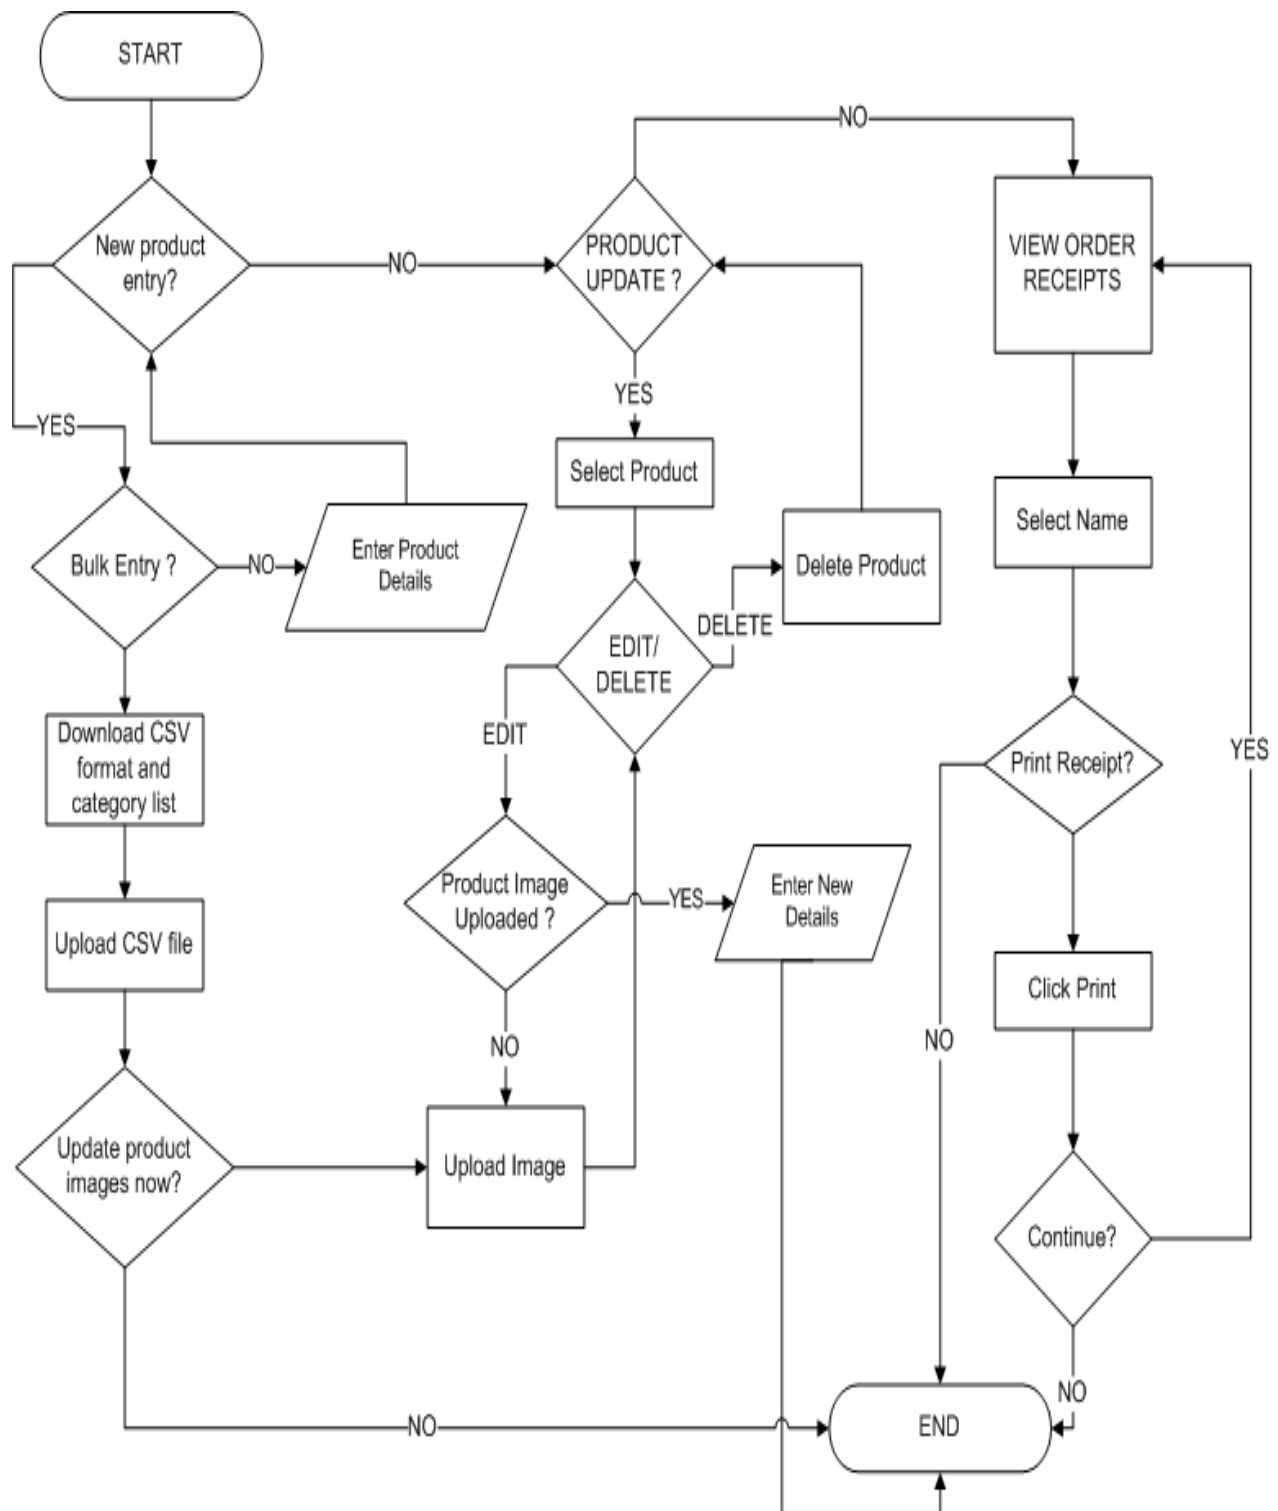 START
NO
New product
entry?
NO
PRODUCT
UPDATE ?
VIEW ORDER
RECEIPTS
YES
YES
Select Product
Select Name
Bulk Entry ?
NO
Enter Product
Details
Delete Product
DELETE
EDIT/
DELETE
EDIT
Download CSV
format and
category list
Print Receipt?
YES
Product Image
Uploaded ?
YES
Enter New
Details
Upload CSV file
Click Print
NO
NO
Update product
images now?
Upload Image
Continue?
NO
NO
END